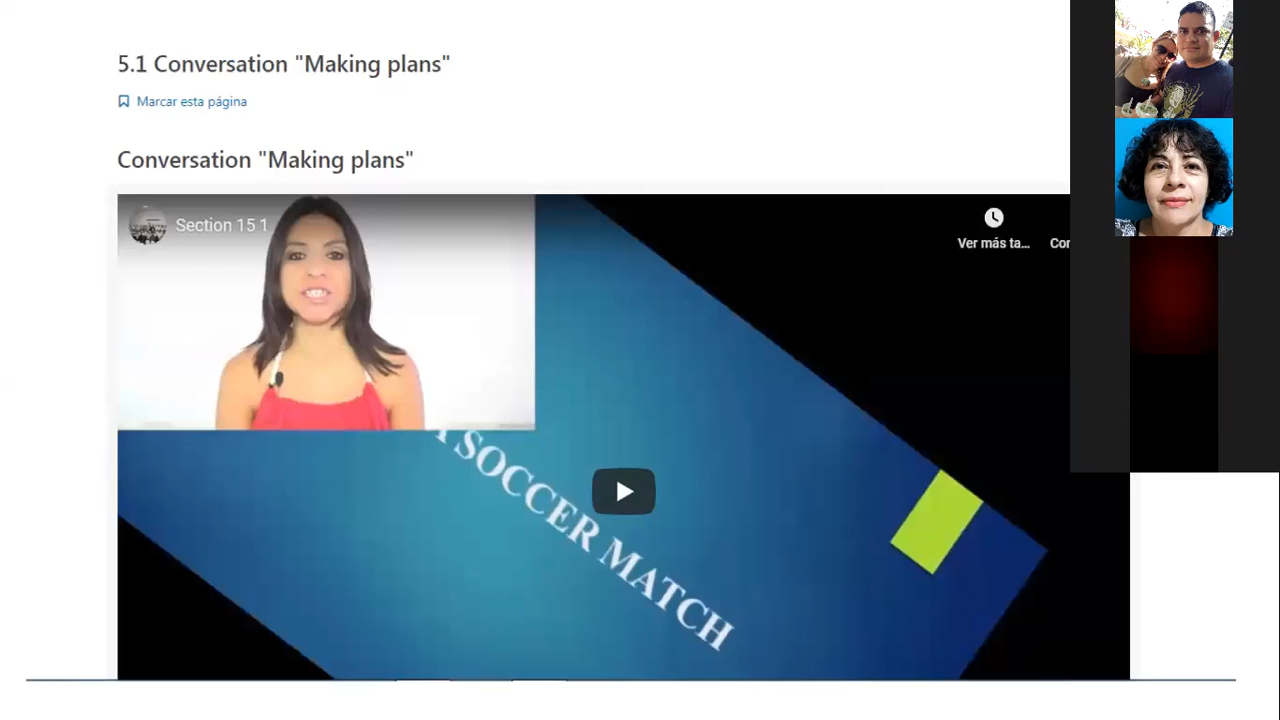 5.1 Conversation "Making plans"
Marcar esta página
Conversation "Making plans"
Section 15 1
Ver más ta...
SOCCER MATCH